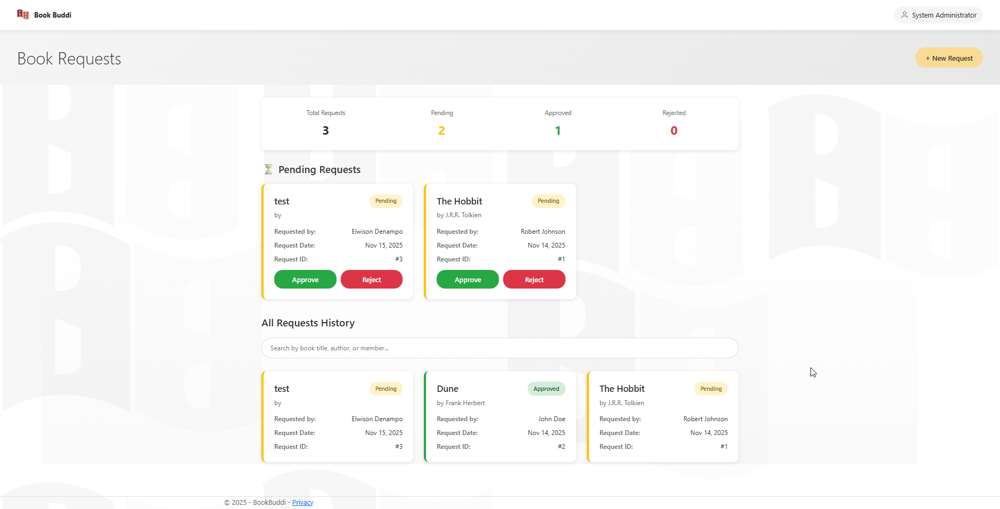 Book Buddi
System Administrator
Book Requests
+ New Request
Total Requests
Pending
Approved
Rejected
3
2
1
0
⏳ Pending Requests
test
Pending
by
Requested by: Elwison Denampo
Request Date: Nov 15, 2025
Request ID: #3
Approve
Reject
The Hobbit
Pending
by J.R.R. Tolkien
Requested by: Robert Johnson
Request Date: Nov 14, 2025
Request ID: #1
Approve
Reject
All Requests History
Search by book title, author, or member...
test
Pending
by
Requested by: Elwison Denampo
Request Date: Nov 15, 2025
Request ID: #3
Dune
Approved
by Frank Herbert
Requested by: John Doe
Request Date: Nov 14, 2025
Request ID: #2
The Hobbit
Pending
by J.R.R. Tolkien
Requested by: Robert Johnson
Request Date: Nov 14, 2025
Request ID: #1
© 2025 - BookBuddi - Privacy